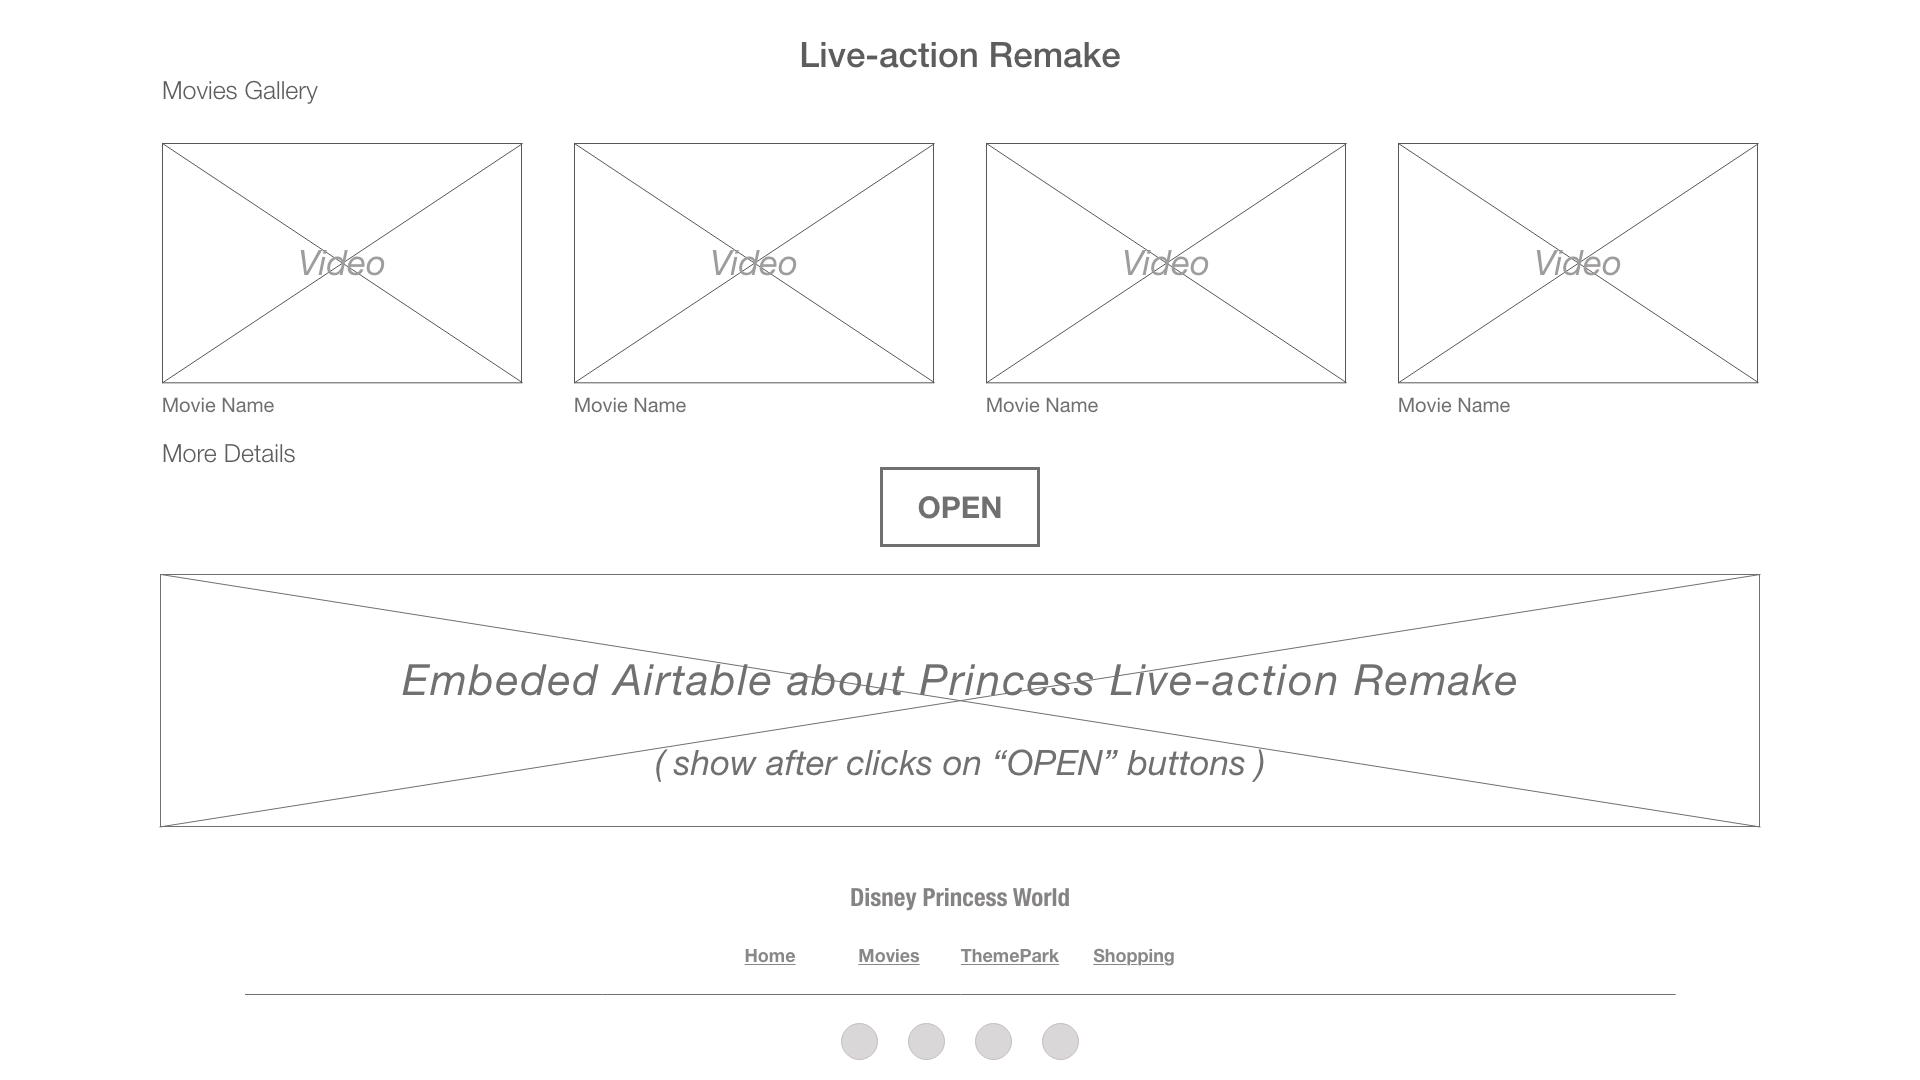 Live-action Remake
Movies Gallery
Video
Video
Video
Video
Movie Name
Movie Name
Movie Name
Movie Name
More Details
OPEN
Embeded Airtable about Princess Live-action Remake
( show after clicks on “OPEN” buttons )
Disney Princess World
Home
Movies
ThemePark
Shopping